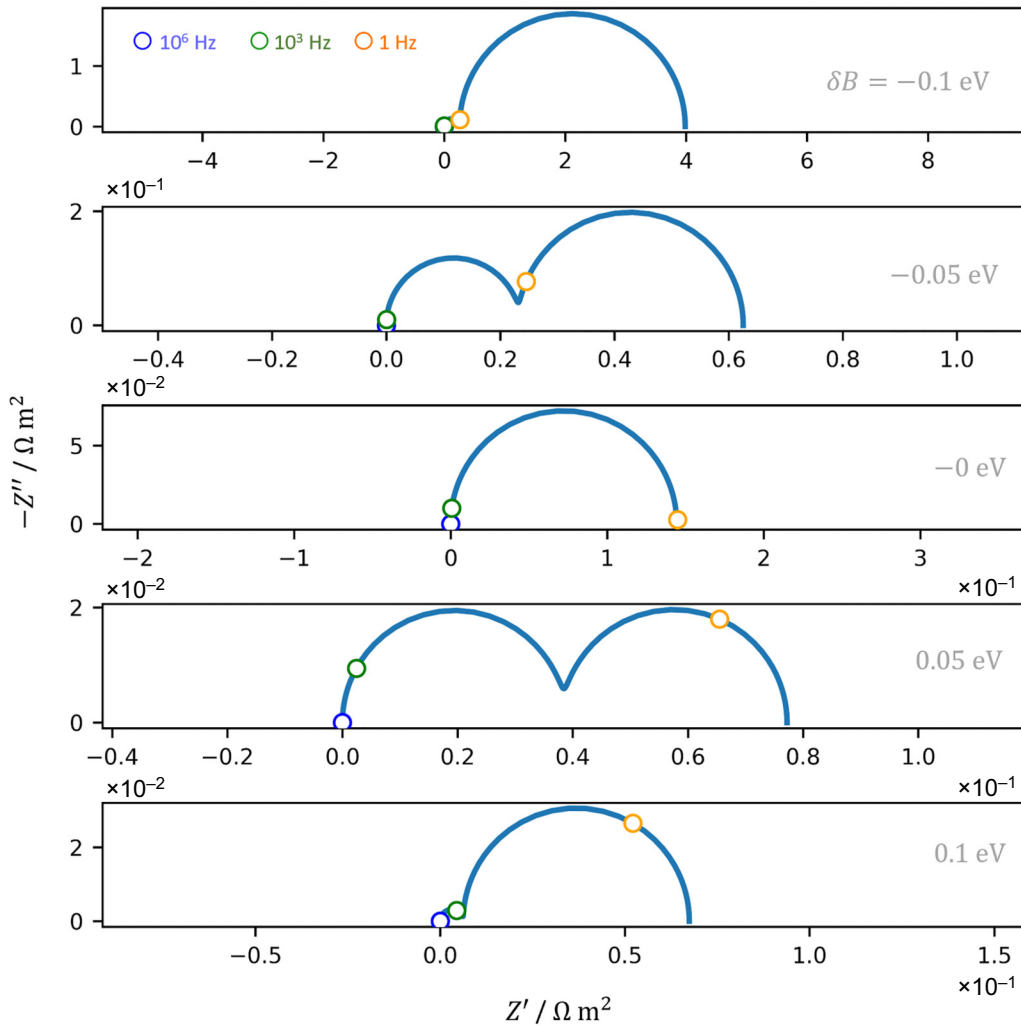 10⁶ Hz 10³ Hz 1 Hz
1
0
δB = −0.1 eV
−4 −2 0 2 4 6 8
×10⁻¹
2
0
−0.05 eV
−0.4 −0.2 0.0 0.2 0.4 0.6 0.8 1.0
×10⁻²
5
0
−0 eV
−2 −1 0 1 2 3
×10⁻² ×10⁻¹
2
0
0.05 eV
−0.4 −0.2 0.0 0.2 0.4 0.6 0.8 1.0
×10⁻² ×10⁻¹
2
0
0.1 eV
−0.5 0.0 0.5 1.0 1.5
×10⁻¹
−Z″ / Ω m²
Z′ / Ω m²